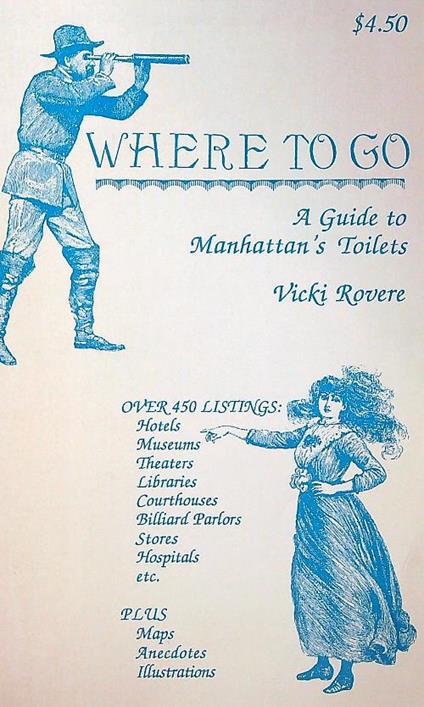 $4.50
WHERE TO GO
A Guide to
Manhattan's Toilets
Vicki Rovere
OVER 450 LISTINGS:
Hotels
Museums
Theaters
Libraries
Courthouses
Billiard Parlors
Stores
Hospitals
etc.
PLUS
Maps
Anecdotes
Illustrations